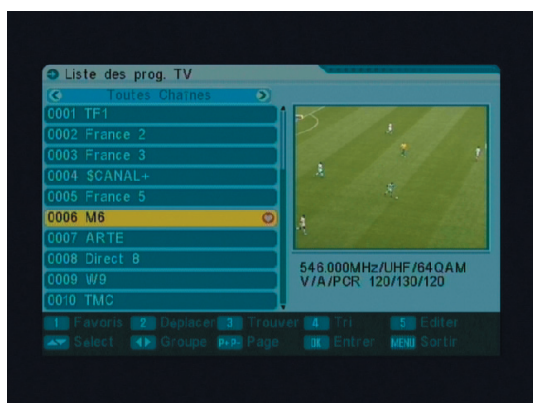 Liste des prog. TV
Toutes Chaînes
0001 TF1
0002 France 2
0003 France 3
0004 $CANAL+
0005 France 5
0006 M6
0007 ARTE
0008 Direct 8
0009 W9
0010 TMC
546.000MHz/UHF/64QAM
V/A/PCR 120/130/120
1 Favoris 2 Déplacer 3 Trouver 4 Tri 5 Editer
Select Groupe P+P- Page OK Entrer MENU Sortir